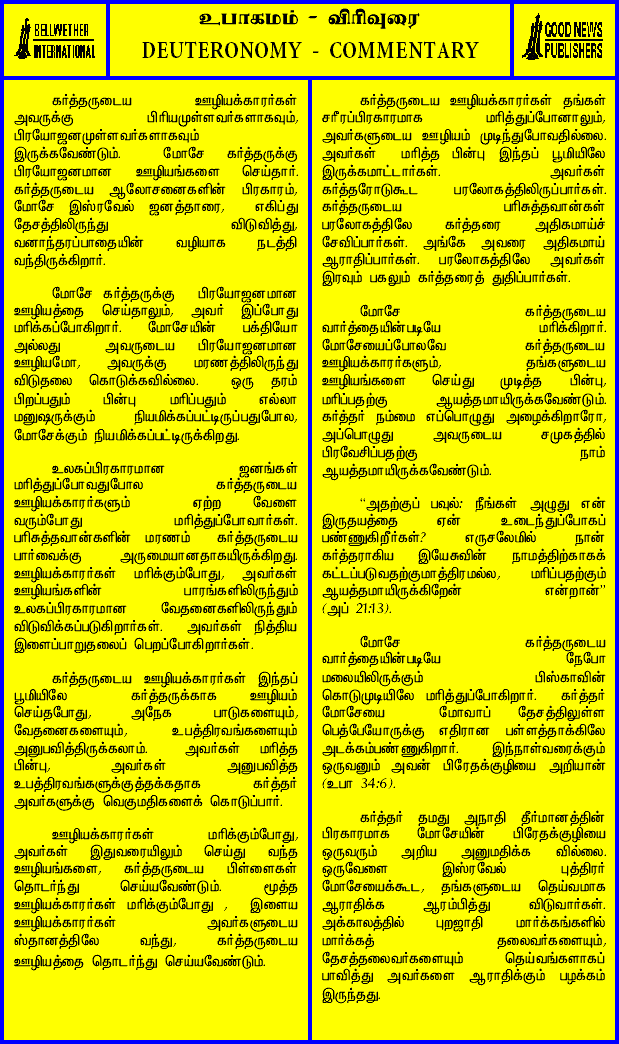 BELLWETHER
INTERNATIONAL
உபாகமம் - விரிவுரை
DEUTERONOMY - COMMENTARY
GOOD NEWS
PUBLISHERS
கர்த்தருடைய ஊழியக்காரர்கள்
அவருக்கு பிரியமுள்ளவர்களாகவும்,
பிரயோஜனமுள்ளவர்களாகவும்
இருக்கவேண்டும். மோசே கர்த்தருக்கு
பிரயோஜனமான ஊழியங்களை செய்தார்.
கர்த்தருடைய ஆலோசனைகளின் பிரகாரம்,
மோசே இஸ்ரவேல் ஜனத்தாரை, எகிப்து
தேசத்திலிருந்து விடுவித்து,
வனாந்தரப்பாதையின் வழியாக நடத்தி
வந்திருக்கிறார்.
மோசே கர்த்தருக்கு பிரயோஜனமான
ஊழியத்தை செய்தாலும், அவர் இப்போது
மரிக்கப்போகிறார். மோசேயின் பக்தியோ
அல்லது அவருடைய பிரயோஜனமான
ஊழியமோ, அவருக்கு மரணத்திலிருந்து
விடுதலை கொடுக்கவில்லை. ஒரு தரம்
பிறப்பதும் பின்பு மரிப்பதும் எல்லா
மனுஷருக்கும் நியமிக்கப்பட்டிருப்பதுபோல,
மோசேக்கும் நியமிக்கப்பட்டிருக்கிறது.
உலகப்பிரகாரமான ஜனங்கள்
மரித்துப்போவதுபோல கர்த்தருடைய
ஊழியக்காரர்களும் ஏற்ற வேளை
வரும்போது மரித்துப்போவார்கள்.
பரிசுத்தவான்களின் மரணம் கர்த்தருடைய
பார்வைக்கு அருமையானதாகயிருக்கிறது.
ஊழியக்காரர்கள் மரிக்கும்போது, அவர்கள்
ஊழியங்களின் பாரங்களிலிருந்தும்
உலகப்பிரகாரமான வேதனைகளிலிருந்தும்
விடுவிக்கப்படுகிறார்கள். அவர்கள் நித்திய
இளைப்பாறுதலைப் பெறப்போகிறார்கள்.
கர்த்தருடைய ஊழியக்காரர்கள் இந்தப்
பூமியிலே கர்த்தருக்காக ஊழியம்
செய்தபோது, அநேக பாடுகளையும்,
வேதனைகளையும், உபத்திரவங்களையும்
அனுபவித்திருக்கலாம். அவர்கள் மரித்த
பின்பு, அவர்கள் அனுபவித்த
உபத்திரவங்களுக்குத்தக்கதாக கர்த்தர்
அவர்களுக்கு வெகுமதிகளைக் கொடுப்பார்.
ஊழியக்காரர்கள் மரிக்கும்போது,
அவர்கள் இதுவரையிலும் செய்து வந்த
ஊழியங்களை, கர்த்தருடைய பிள்ளைகள்
தொடர்ந்து செய்யவேண்டும். மூத்த
ஊழியக்காரர்கள் மரிக்கும்போது , இளைய
ஊழியக்காரர்கள் அவர்களுடைய
ஸ்தானத்திலே வந்து, கர்த்தருடைய
ஊழியத்தை தொடர்ந்து செய்யவேண்டும்.
கர்த்தருடைய ஊழியக்காரர்கள் தங்கள்
சரீரப்பிரகாரமாக மரித்துப்போனாலும்,
அவர்களுடைய ஊழியம் முடிந்துபோவதில்லை.
அவர்கள் மரித்த பின்பு இந்தப் பூமியிலே
இருக்கமாட்டார்கள். அவர்கள்
கர்த்தரோடுகூட பரலோகத்திலிருப்பார்கள்.
கர்த்தருடைய பரிசுத்தவான்கள்
பரலோகத்திலே கர்த்தரை அதிகமாய்ச்
சேவிப்பார்கள். அங்கே அவரை அதிகமாய்
ஆராதிப்பார்கள். பரலோகத்திலே அவர்கள்
இரவும் பகலும் கர்த்தரைத் துதிப்பார்கள்.
மோசே கர்த்தருடைய
வார்த்தையின்படியே மரிக்கிறார்.
மோசேயைப்போலவே கர்த்தருடைய
ஊழியக்காரர்களும், தங்களுடைய
ஊழியங்களை செய்து முடித்த பின்பு,
மரிப்பதற்கு ஆயத்தமாயிருக்கவேண்டும்.
கர்த்தர் நம்மை எப்பொழுது அழைக்கிறாரோ,
அப்பொழுது அவருடைய சமுகத்தில்
பிரவேசிப்பதற்கு நாம்
ஆயத்தமாயிருக்கவேண்டும்.
“அதற்குப் பவுல்: நீங்கள் அழுது என்
இருதயத்தை ஏன் உடைந்துப்போகப்
பண்ணுகிறீர்கள்? எருசலேமில் நான்
கர்த்தராகிய இயேசுவின் நாமத்திற்காகக்
கட்டப்படுவதற்குமாத்திரமல்ல, மரிப்பதற்கும்
ஆயத்தமாயிருக்கிறேன் என்றான்”
(அப் 21:13).
மோசே கர்த்தருடைய
வார்த்தையின்படியே நேபோ
மலையிலிருக்கும் பிஸ்காவின்
கொடுமுடியிலே மரித்துப்போகிறார். கர்த்தர்
மோசேயை மோவாப் தேசத்திலுள்ள
பெத்பேயோருக்கு எதிரான பள்ளத்தாக்கிலே
அடக்கம்பண்ணுகிறார். இந்நாள்வரைக்கும்
ஒருவனும் அவன் பிரேதக்குழியை அறியான்
(உபா 34:6).
கர்த்தர் தமது அநாதி தீர்மானத்தின்
பிரகாரமாக மோசேயின் பிரேதக்குழியை
ஒருவரும் அறிய அனுமதிக்க வில்லை.
ஒருவேளை இஸ்ரவேல் புத்திரர்
மோசேயைக்கூட, தங்களுடைய தெய்வமாக
ஆராதிக்க ஆரம்பித்து விடுவார்கள்.
அக்காலத்தில் புறஜாதி மார்க்கங்களில்
மார்க்கத் தலைவர்களையும்,
தேசத்தலைவர்களையும் தெய்வங்களாகப்
பாவித்து அவர்களை ஆராதிக்கும் பழக்கம்
இருந்தது.